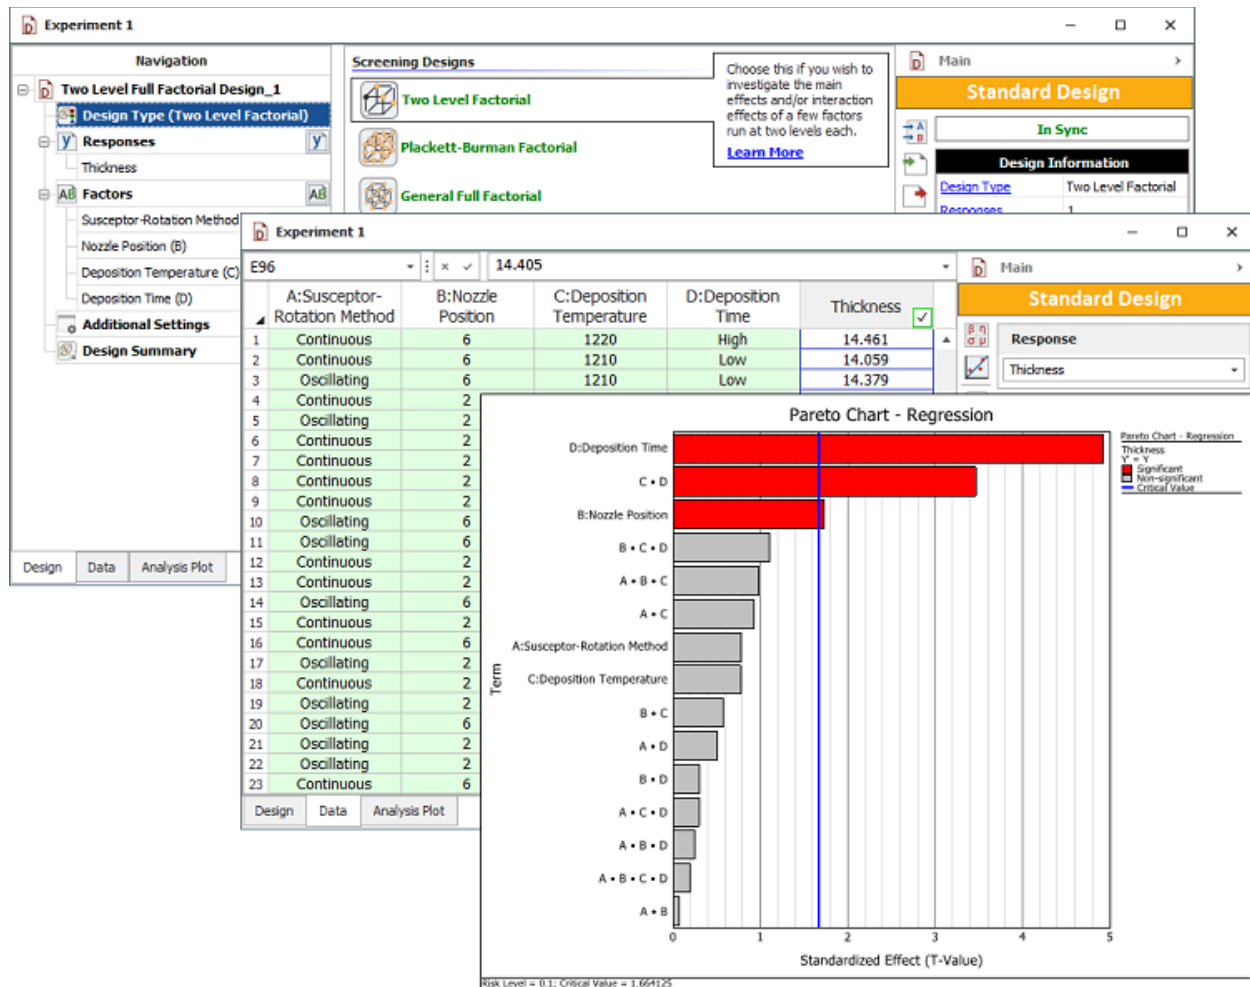 Experiment 1
Navigation
Two Level Full Factorial Design_1
Design Type (Two Level Factorial)
Responses
Thickness
Factors
Susceptor-Rotation Method
Nozzle Position (B)
Deposition Temperature (C)
Deposition Time (D)
Additional Settings
Design Summary
Design Data Analysis Plot
Screening Designs
Two Level Factorial
Plackett-Burman Factorial
General Full Factorial
Choose this if you wish to
investigate the main
effects and/or interaction
effects of a few factors
run at two levels each.
Learn More
Main
Standard Design
In Sync
Design Information
Design Type Two Level Factorial
Responses 1
Experiment 1
E96 14.405
A:Susceptor-Rotation Method B:Nozzle Position C:Deposition Temperature D:Deposition Time Thickness
1 Continuous 6 1220 High 14.461
2 Continuous 6 1210 Low 14.059
3 Oscillating 6 1210 Low 14.379
4 Continuous 2
5 Oscillating 2
6 Continuous 2
7 Continuous 2
8 Continuous 2
9 Continuous 2
10 Oscillating 6
11 Oscillating 6
12 Continuous 2
13 Continuous 2
14 Oscillating 6
15 Continuous 2
16 Continuous 6
17 Oscillating 2
18 Continuous 2
19 Oscillating 2
20 Oscillating 6
21 Oscillating 2
22 Oscillating 2
23 Continuous 6
Design Data Analysis Plot
Main
Standard Design
β η σ μ
Response
Thickness
Pareto Chart - Regression
D:Deposition Time
C • D
B:Nozzle Position
B • C • D
A • B • C
A • C
A:Susceptor-Rotation Method
C:Deposition Temperature
B • C
A • D
B • D
A • C • D
A • B • D
A • B • C • D
A • B
Term
0 1 2 3 4 5
Standardized Effect (T-Value)
Pareto Chart - Regression
Thickness
Y' = Y
Significant
Non-significant
Critical Value
Risk Level = 0.1; Critical Value = 1.664125